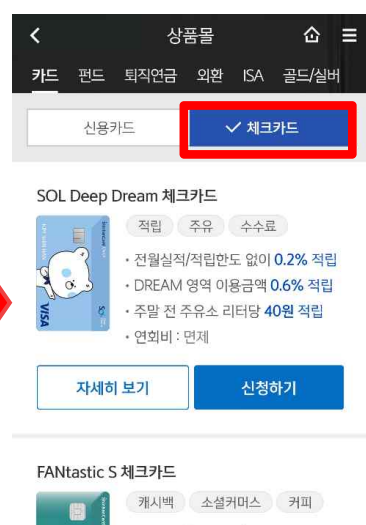 상품몰
카드 펀드 퇴직연금 외환 ISA 골드/실버
신용카드
체크카드
SOL Deep Dream 체크카드
적립 주유 수수료
· 전월실적/적립한도 없이 0.2% 적립
· DREAM 영역 이용금액 0.6% 적립
· 주말 전 주유소 리터당 40원 적립
· 연회비 : 면제
VISA
자세히 보기
신청하기
FANtastic S 체크카드
캐시백 소셜커머스 커피